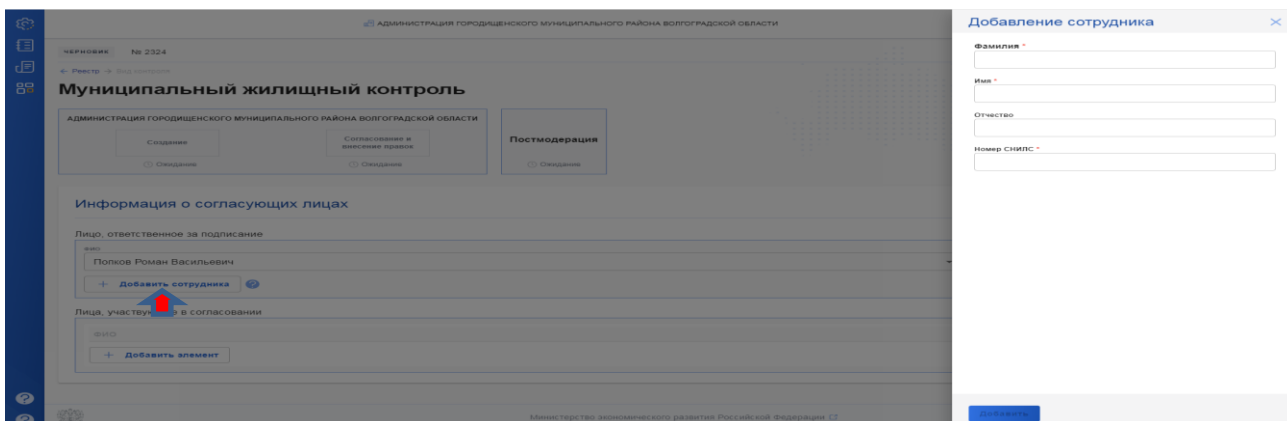 АДМИНИСТРАЦИЯ ГОРОДИЩЕНСКОГО МУНИЦИПАЛЬНОГО РАЙОНА ВОЛГОГРАДСКОЙ ОБЛАСТИ
ЧЕРНОВИК № 2324
← Реестр → Вид контроля
Муниципальный жилищный контроль
АДМИНИСТРАЦИЯ ГОРОДИЩЕНСКОГО МУНИЦИПАЛЬНОГО РАЙОНА ВОЛГОГРАДСКОЙ ОБЛАСТИ
Создание
Ожидание
Согласование и
внесение правок
Ожидание
Постмодерация
Ожидание
Информация о согласующих лицах
Лицо, ответственное за подписание
ФИО
Попков Роман Васильевич
+ Добавить сотрудника
Лица, участвующие в согласовании
ФИО
+ Добавить элемент
Министерство экономического развития Российской Федерации
Добавление сотрудника
Фамилия *
Имя *
Отчество
Номер СНИЛС *
Добавить